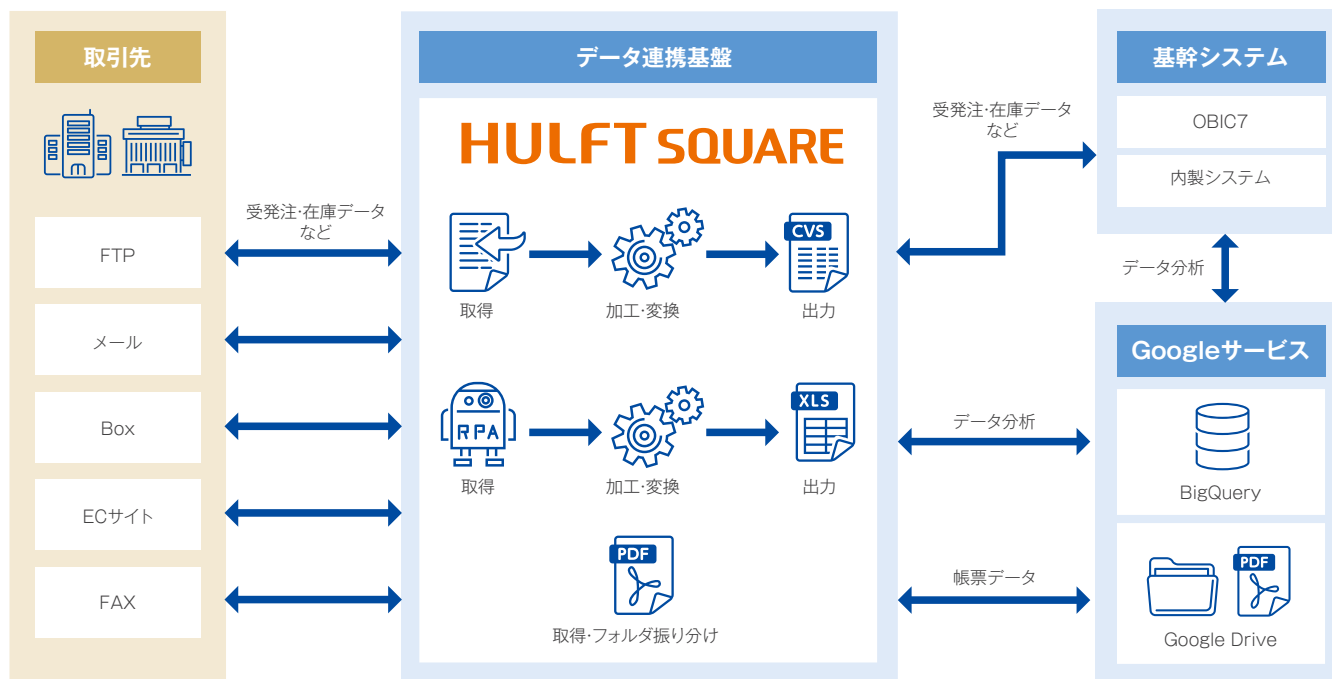 取引先
FTP
メール
Box
ECサイト
FAX
受発注・在庫データ
など
データ連携基盤
HULFT SQUARE
取得
加工・変換
CVS
出力
RPA
取得
加工・変換
XLS
出力
PDF
取得・フォルダ振り分け
受発注・在庫データ
など
データ分析
帳票データ
基幹システム
OBIC7
内製システム
データ分析
Googleサービス
BigQuery
PDF
Google Drive